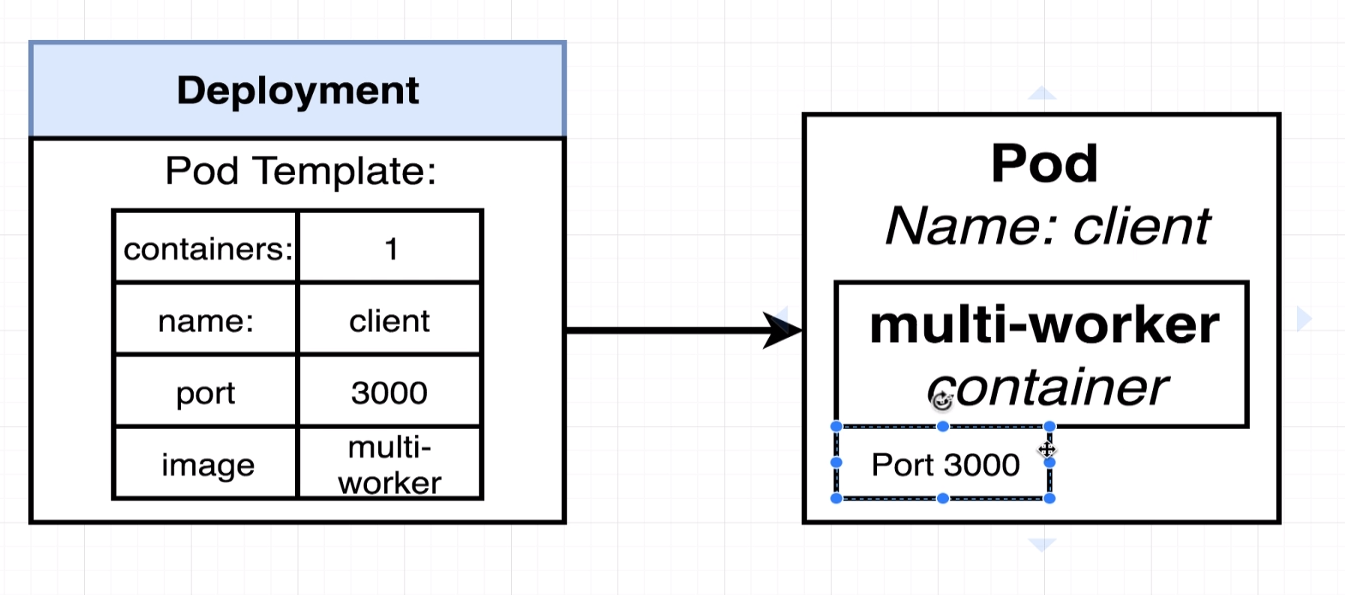 Deployment
Pod Template:
containers: 1
name: client
port 3000
image multi-
worker
Pod
Name: client
multi-worker
container
Port 3000